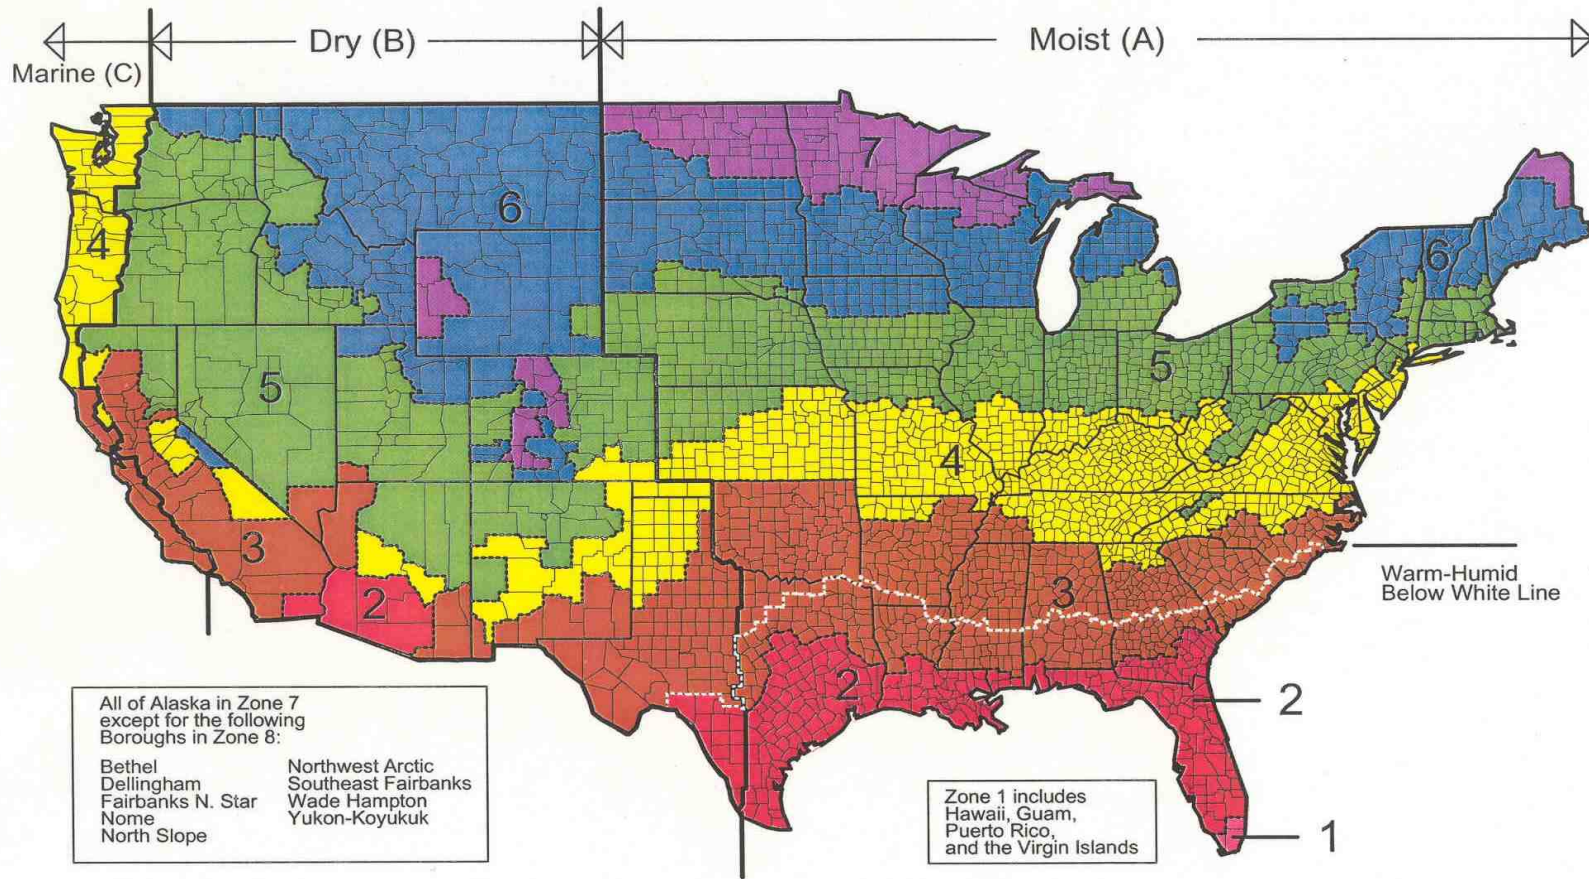 Marine (C)
Dry (B)
Moist (A)
7
6
6
4
5
5
4
3
3
2
2
2
1
Warm-Humid
Below White Line
All of Alaska in Zone 7
except for the following
Boroughs in Zone 8:
Bethel
Dellingham
Fairbanks N. Star
Nome
North Slope
Northwest Arctic
Southeast Fairbanks
Wade Hampton
Yukon-Koyukuk
Zone 1 includes
Hawaii, Guam,
Puerto Rico,
and the Virgin Islands